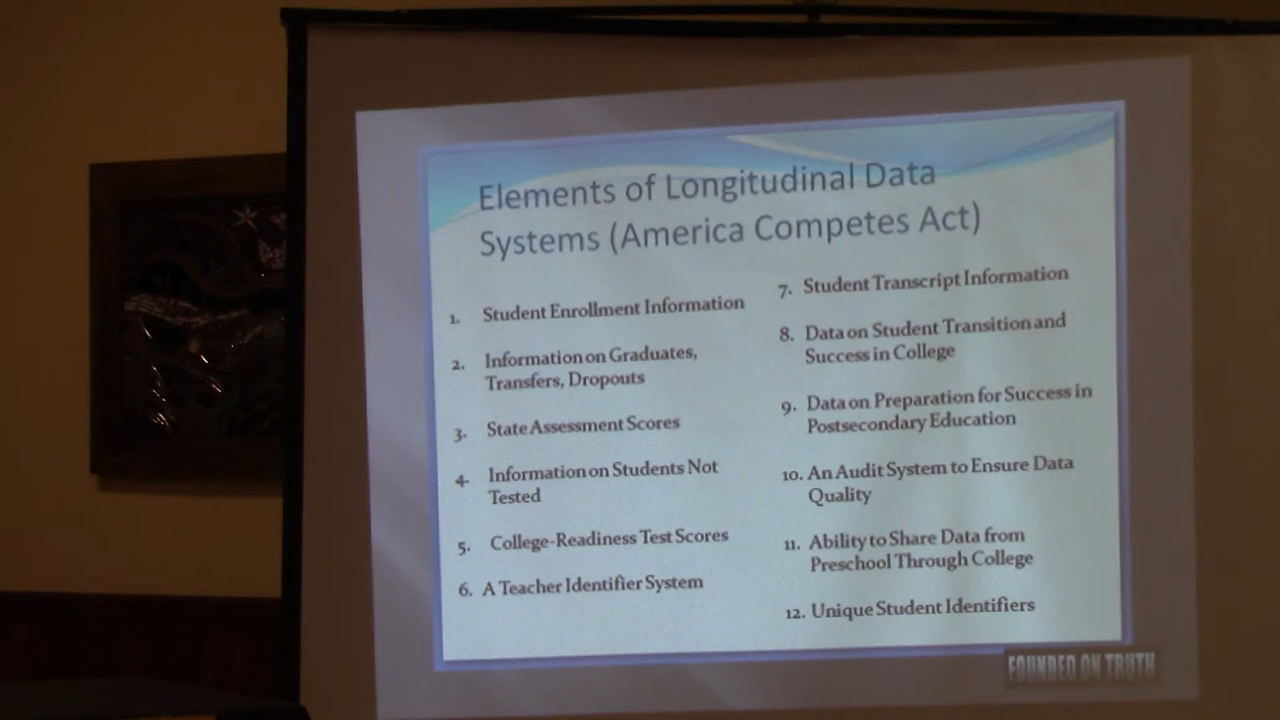 Elements of Longitudinal Data
Systems (America Competes Act)
1. Student Enrollment Information
2. Information on Graduates,
Transfers, Dropouts
3. State Assessment Scores
4. Information on Students Not
Tested
5. College-Readiness Test Scores
6. A Teacher Identifier System
7. Student Transcript Information
8. Data on Student Transition and
Success in College
9. Data on Preparation for Success in
Postsecondary Education
10. An Audit System to Ensure Data
Quality
11. Ability to Share Data from
Preschool Through College
12. Unique Student Identifiers
FOUNDED ON TRUTH